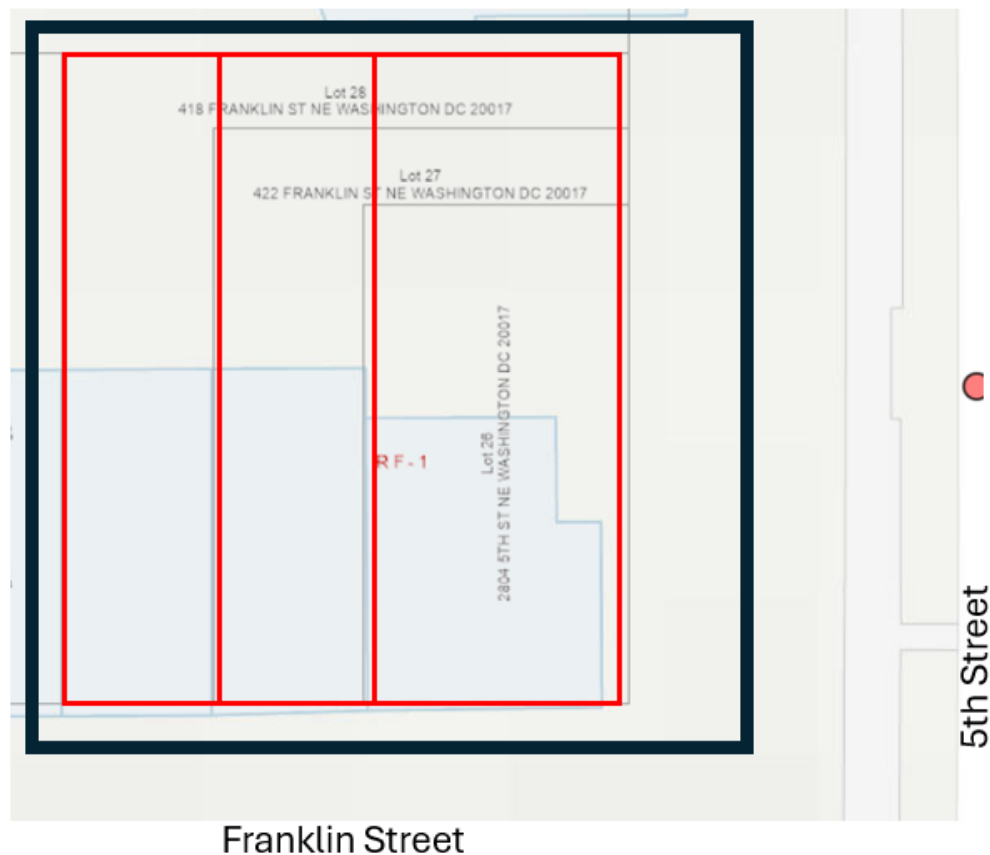 Lot 28
418 FRANKLIN ST NE WASHINGTON DC 20017
Lot 27
422 FRANKLIN ST NE WASHINGTON DC 20017
Lot 26
2804 5TH ST NE WASHINGTON DC 20017
RF-1
5th Street
Franklin Street